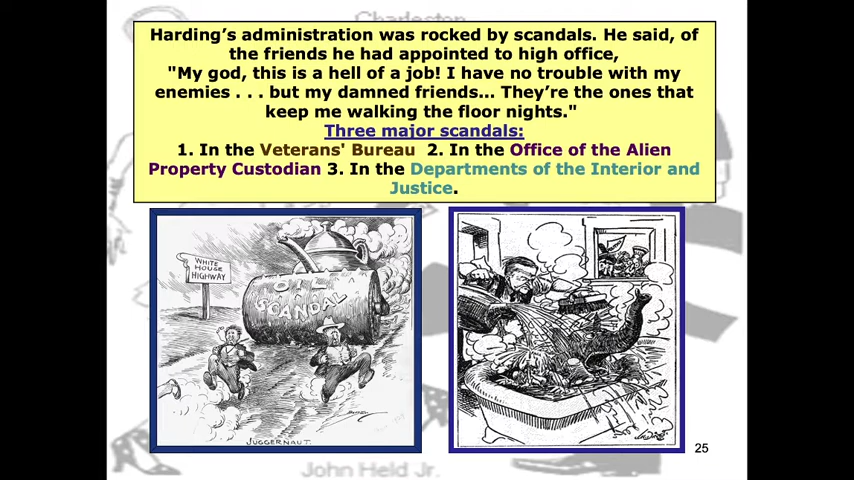 Charleston
Harding's administration was rocked by scandals. He said, of
the friends he had appointed to high office,
"My god, this is a hell of a job! I have no trouble with my
enemies . . . but my damned friends... They're the ones that
keep me walking the floor nights."
Three major scandals:
1. In the Veterans' Bureau 2. In the Office of the Alien
Property Custodian 3. In the Departments of the Interior and
Justice.
WHITE
HOUSE
HIGHWAY
OIL
SCANDAL
JUGGERNAUT.
25
John Held Jr.